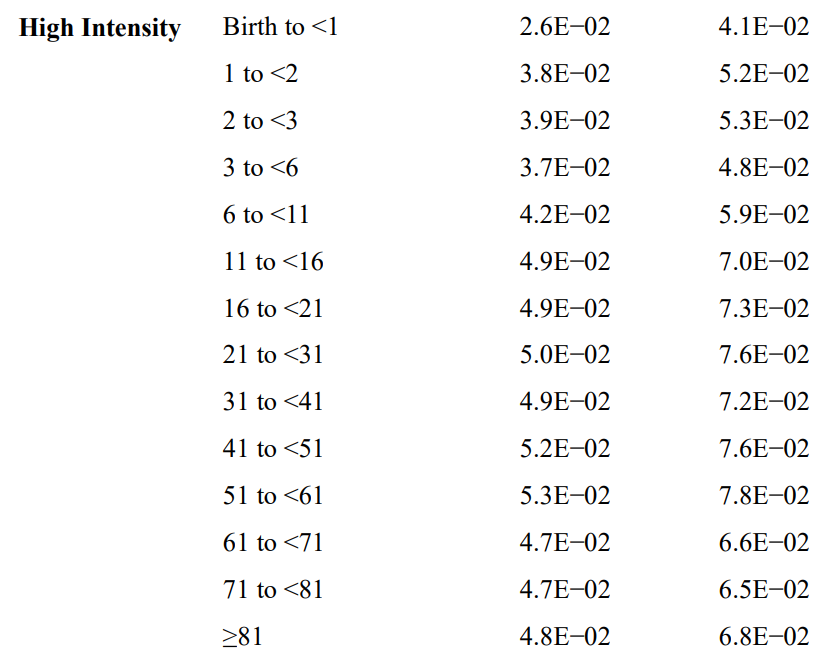 High Intensity Birth to <1 2.6E−02 4.1E−02
1 to <2 3.8E−02 5.2E−02
2 to <3 3.9E−02 5.3E−02
3 to <6 3.7E−02 4.8E−02
6 to <11 4.2E−02 5.9E−02
11 to <16 4.9E−02 7.0E−02
16 to <21 4.9E−02 7.3E−02
21 to <31 5.0E−02 7.6E−02
31 to <41 4.9E−02 7.2E−02
41 to <51 5.2E−02 7.6E−02
51 to <61 5.3E−02 7.8E−02
61 to <71 4.7E−02 6.6E−02
71 to <81 4.7E−02 6.5E−02
≥81 4.8E−02 6.8E−02